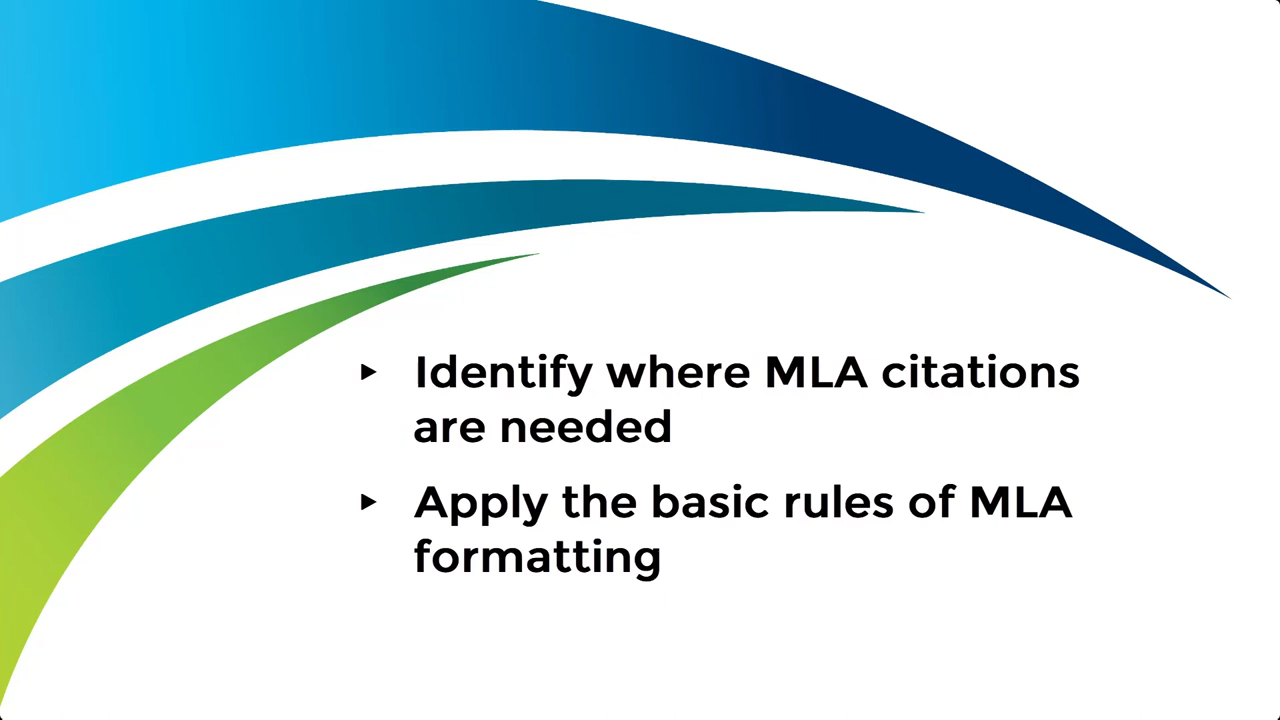 ‣ Identify where MLA citations
are needed
‣ Apply the basic rules of MLA
formatting